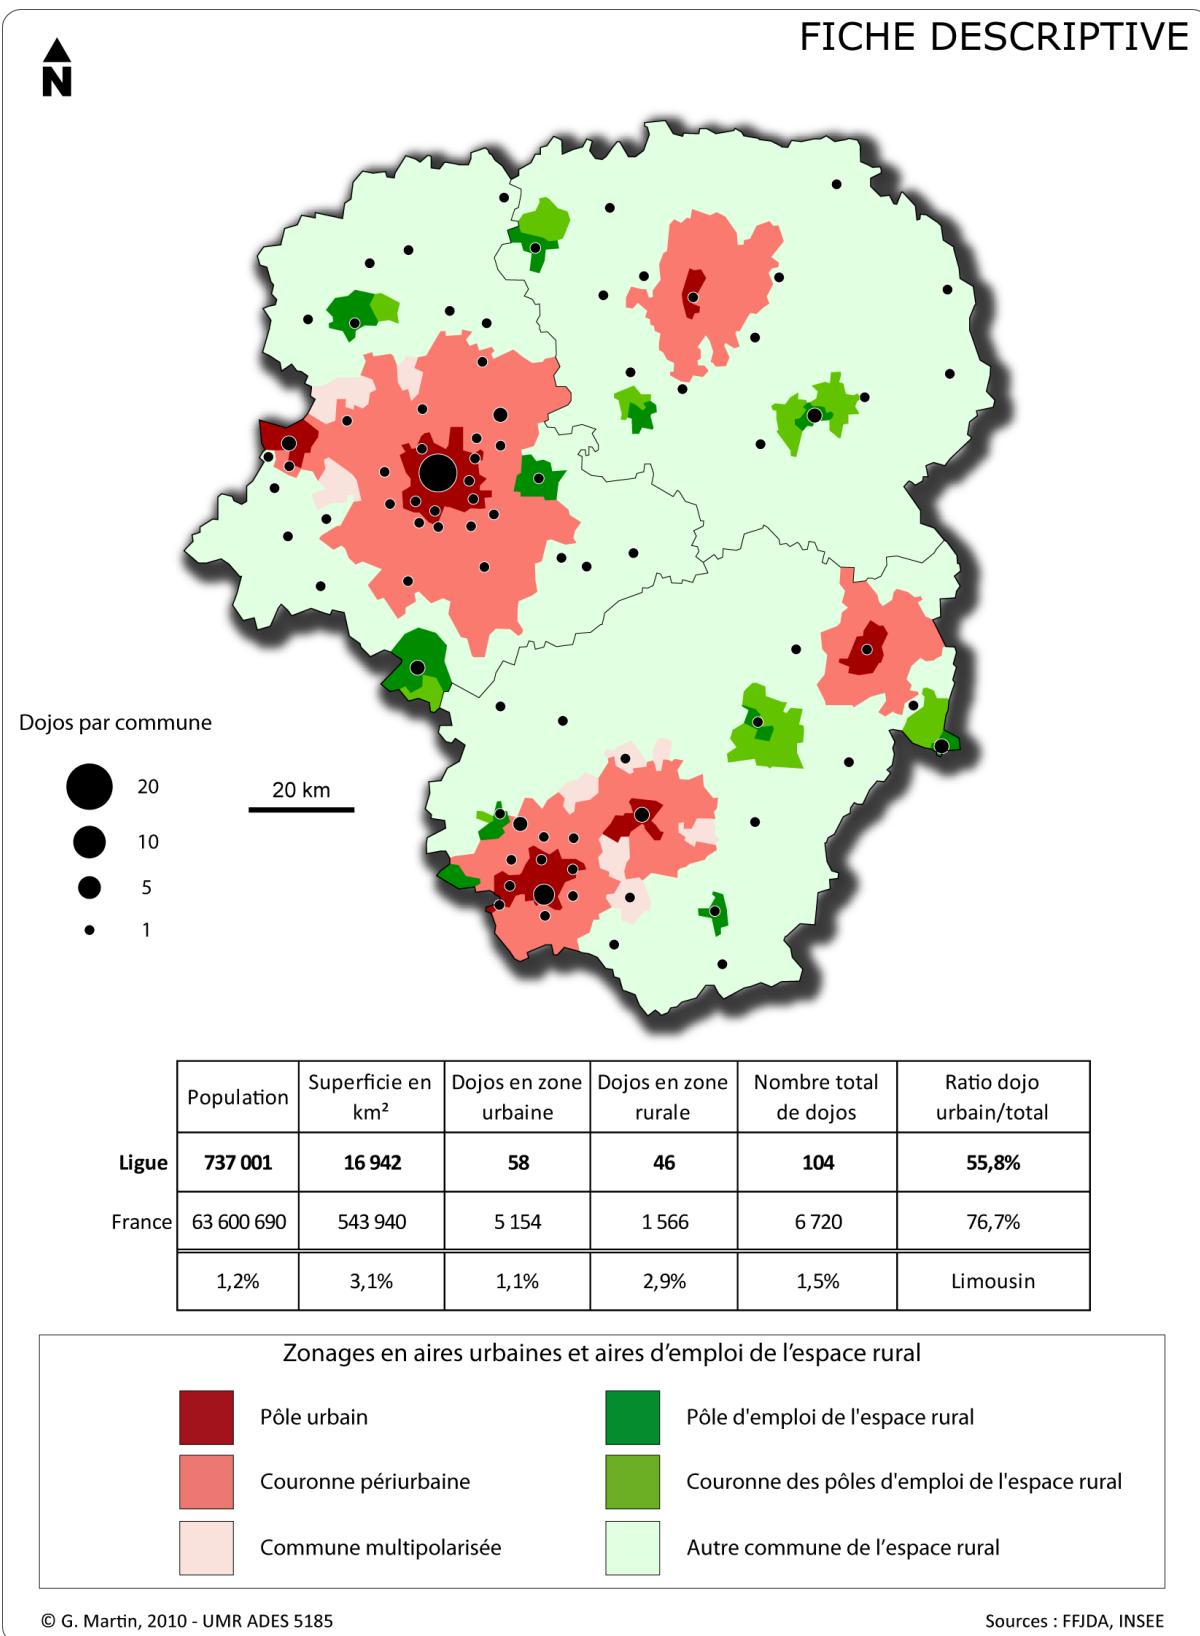 FICHE DESCRIPTIVE
N
Dojos par commune
20
10
5
1
20 km
Population
Superficie en km²
Dojos en zone urbaine
Dojos en zone rurale
Nombre total de dojos
Ratio dojo urbain/total
Ligue 737 001 16 942 58 46 104 55,8%
France 63 600 690 543 940 5 154 1 566 6 720 76,7%
1,2% 3,1% 1,1% 2,9% 1,5% Limousin
Zonages en aires urbaines et aires d’emploi de l’espace rural
Pôle urbain
Pôle d'emploi de l'espace rural
Couronne périurbaine
Couronne des pôles d'emploi de l'espace rural
Commune multipolarisée
Autre commune de l’espace rural
© G. Martin, 2010 - UMR ADES 5185
Sources : FFJDA, INSEE